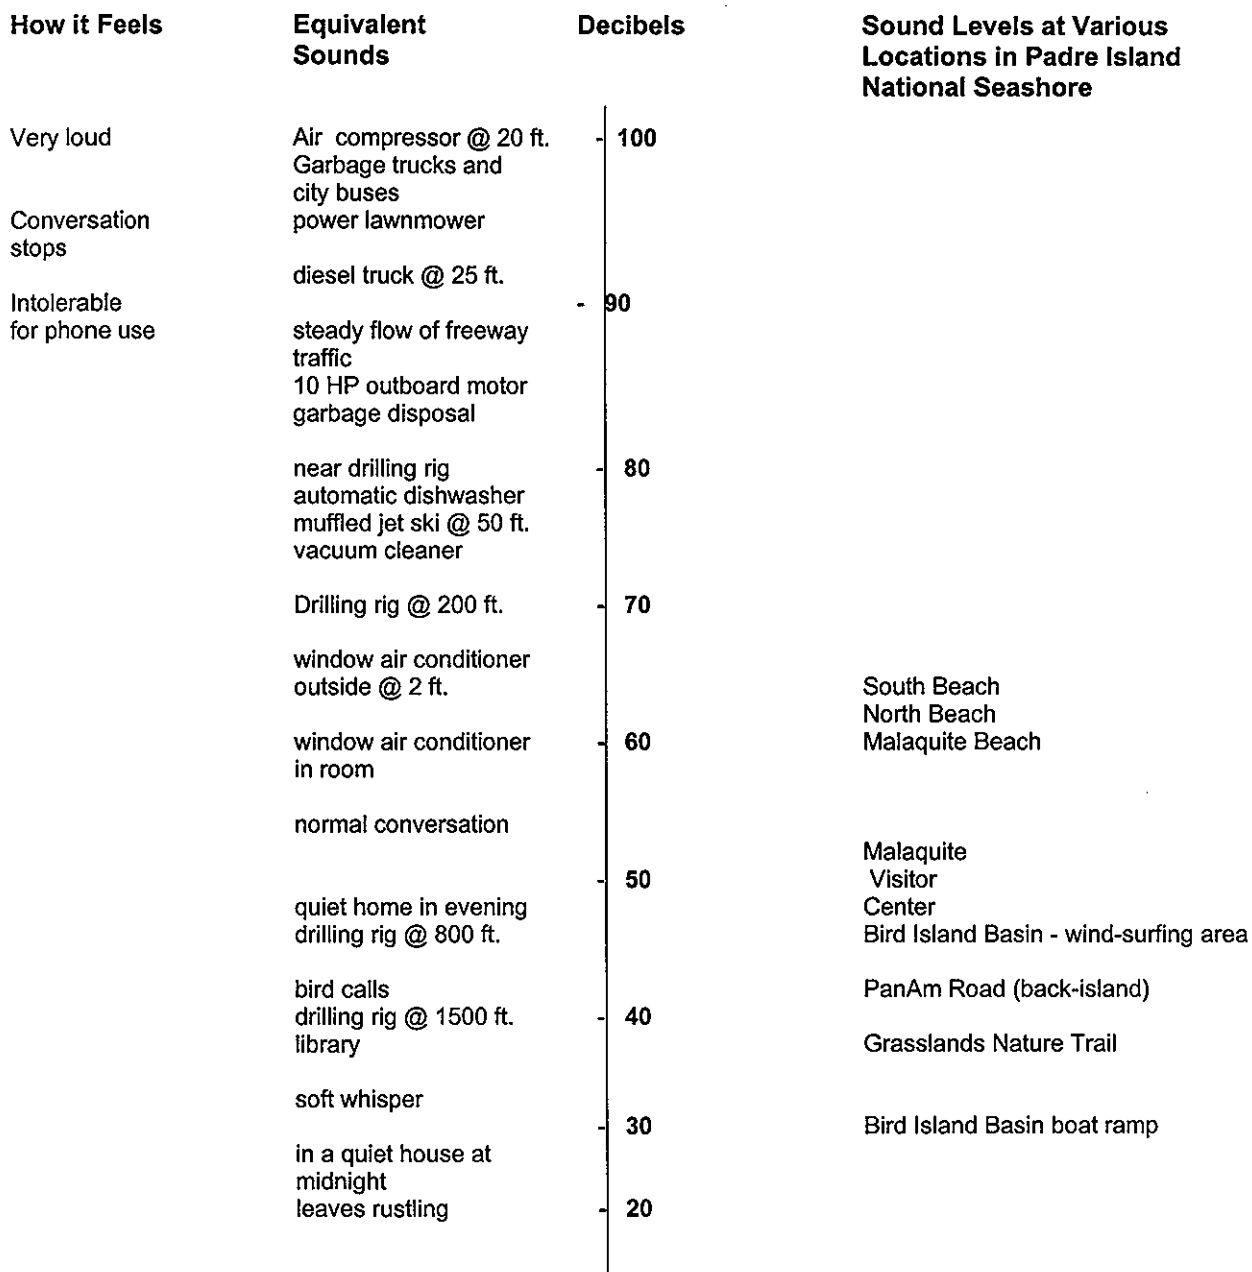 How it Feels Equivalent Decibels Sound Levels at Various
Sounds Locations in Padre Island
National Seashore
Very loud Air compressor @ 20 ft. - 100
Garbage trucks and
city buses
Conversation power lawnmower
stops
diesel truck @ 25 ft.
Intolerable - 90
for phone use steady flow of freeway
traffic
10 HP outboard motor
garbage disposal
near drilling rig - 80
automatic dishwasher
muffled jet ski @ 50 ft.
vacuum cleaner
Drilling rig @ 200 ft. - 70
window air conditioner
outside @ 2 ft. South Beach
North Beach
window air conditioner - 60 Malaquite Beach
in room
normal conversation
Malaquite
- 50 Visitor
quiet home in evening Center
drilling rig @ 800 ft. Bird Island Basin - wind-surfing area
bird calls PanAm Road (back-island)
drilling rig @ 1500 ft. - 40
library Grasslands Nature Trail
soft whisper
- 30 Bird Island Basin boat ramp
in a quiet house at
midnight
leaves rustling - 20